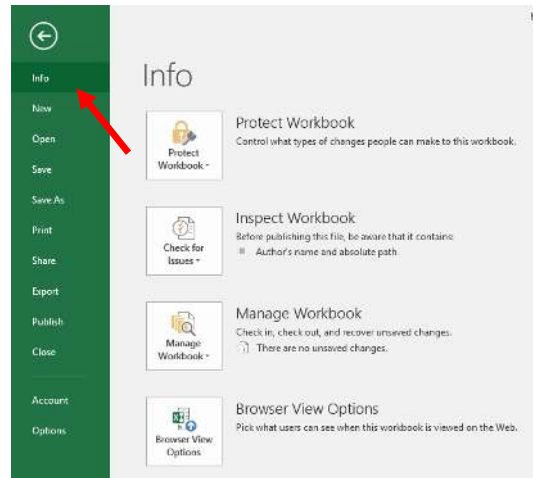 Info
New
Open
Save
Save As
Print
Share
Export
Publish
Close
Account
Options
Info
Protect
Workbook
Protect Workbook
Control what types of changes people can make to this workbook.
Check for
Issues
Inspect Workbook
Before publishing this file, be aware that it contains:
Author's name and absolute path
Manage
Workbook
Manage Workbook
Check in, check out, and recover unsaved changes.
There are no unsaved changes.
Browser View
Options
Browser View Options
Pick what users can see when this workbook is viewed on the Web.